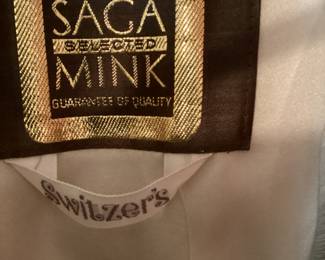 SAGA
SELECTED
MINK
GUARANTEE OF QUALITY
Switzer's